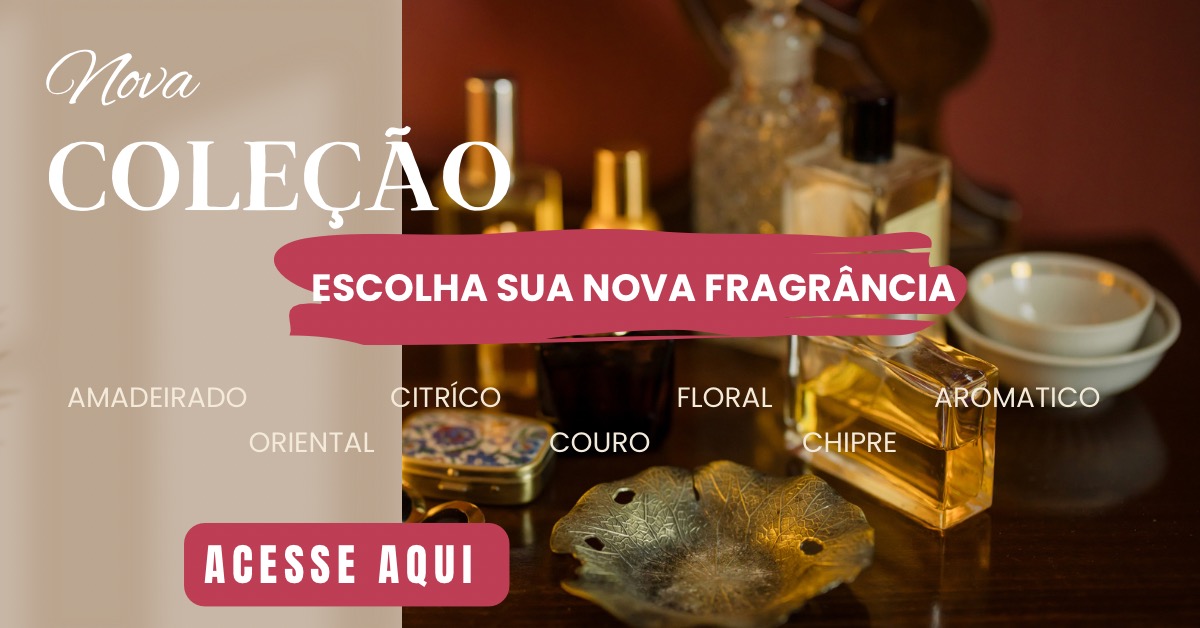 Nova
COLEÇÃO
ESCOLHA SUA NOVA FRAGRÂNCIA
AMADEIRADO CITRÍCO FLORAL AROMATICO
ORIENTAL COURO CHIPRE
ACESSE AQUI